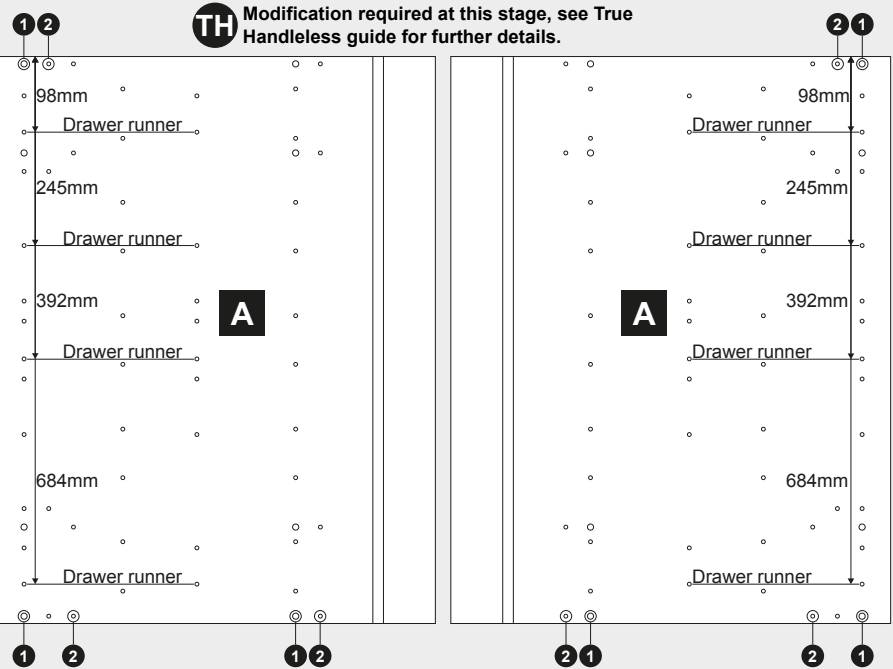 TH Modification required at this stage, see True
Handleless guide for further details.
1 2 2 1
98mm 98mm
Drawer runner Drawer runner
245mm 245mm
Drawer runner Drawer runner
392mm A A 392mm
Drawer runner Drawer runner
684mm 684mm
Drawer runner Drawer runner
1 2 1 2 2 1 2 1